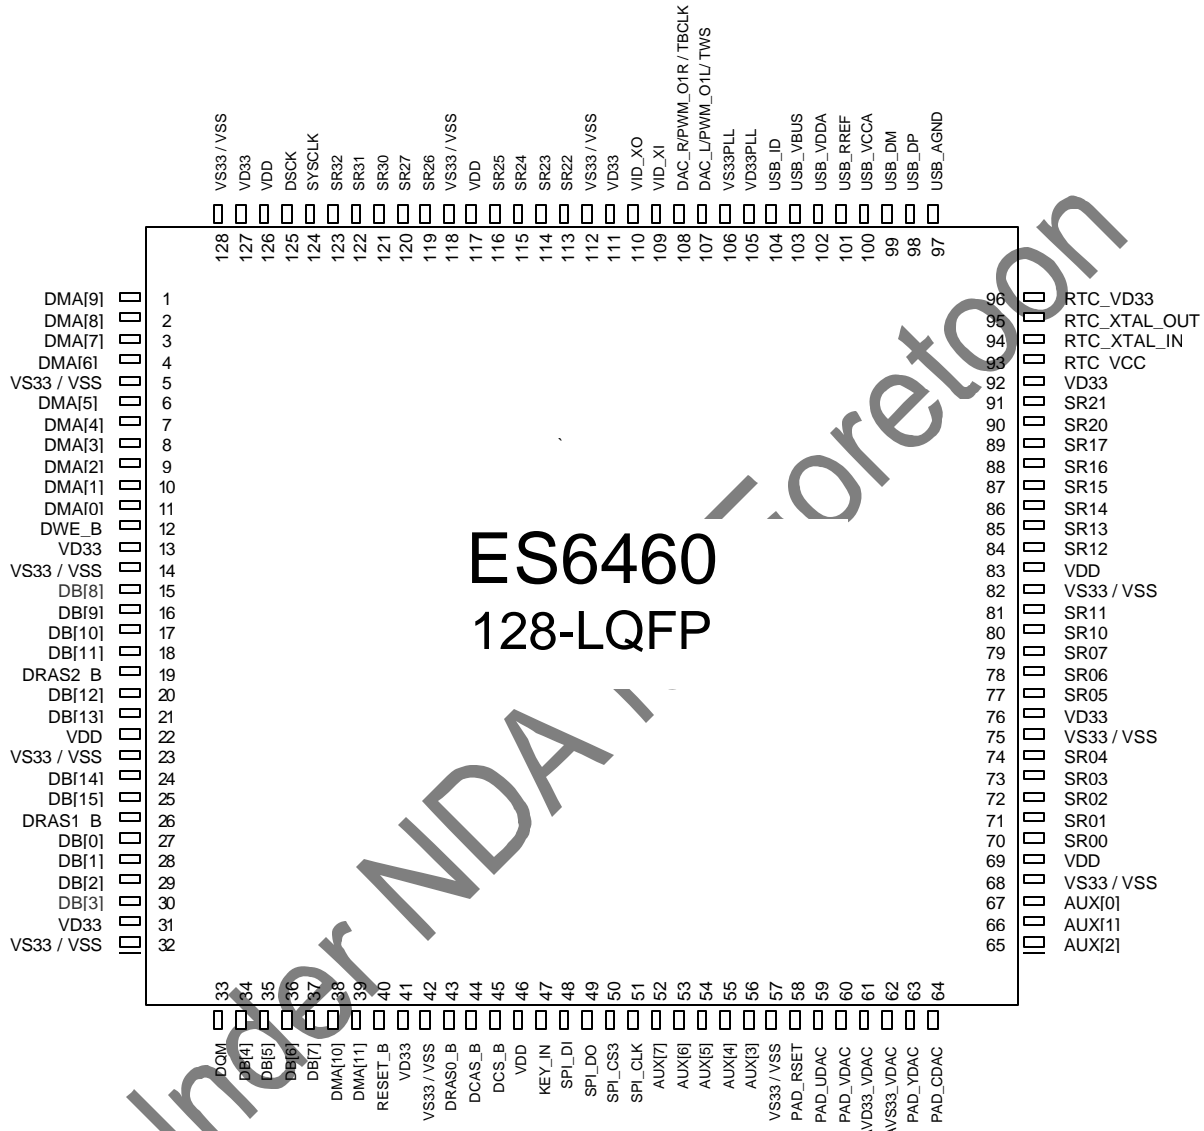 VS33 / VSS
VD33
VDD
DSCK
SYSCLK
SR32
SR31
SR30
SR27
SR26
VS33 / VSS
VDD
SR25
SR24
SR23
SR22
VS33 / VSS
VD33
VID_XO
VID_XI
DAC_R/PWM_O1R / TBCLK
DAC_L/PWM_O1L/ TWS
VS33PLL
VD33PLL
USB_ID
USB_VBUS
USB_VDDA
USB_RREF
USB_VCCA
USB_DM
USB_DP
USB_AGND
128
127
126
125
124
123
122
121
120
119
118
117
116
115
114
113
112
111
110
109
108
107
106
105
104
103
102
101
100
99
98
97
DMA[9] 1
DMA[8] 2
DMA[7] 3
DMA[6] 4
VS33 / VSS 5
DMA[5] 6
DMA[4] 7
DMA[3] 8
DMA[2] 9
DMA[1] 10
DMA[0] 11
DWE_B 12
VD33 13
VS33 / VSS 14
DB[8] 15
DB[9] 16
DB[10] 17
DB[11] 18
DRAS2_B 19
DB[12] 20
DB[13] 21
VDD 22
VS33 / VSS 23
DB[14] 24
DB[15] 25
DRAS1_B 26
DB[0] 27
DB[1] 28
DB[2] 29
DB[3] 30
VD33 31
VS33 / VSS 32
ES6460
128-LQFP
96 RTC_VD33
95 RTC_XTAL_OUT
94 RTC_XTAL_IN
93 RTC_VCC
92 VD33
91 SR21
90 SR20
89 SR17
88 SR16
87 SR15
86 SR14
85 SR13
84 SR12
83 VDD
82 VS33 / VSS
81 SR11
80 SR10
79 SR07
78 SR06
77 SR05
76 VD33
75 VS33 / VSS
74 SR04
73 SR03
72 SR02
71 SR01
70 SR00
69 VDD
68 VS33 / VSS
67 AUX[0]
66 AUX[1]
65 AUX[2]
33
34
35
36
37
38
39
40
41
42
43
44
45
46
47
48
49
50
51
52
53
54
55
56
57
58
59
60
61
62
63
64
DQM
DB[4]
DB[5]
DB[6]
DB[7]
DMA[10]
DMA[11]
RESET_B
VD33
VS33 / VSS
DRAS0_B
DCAS_B
DCS_B
VDD
KEY_IN
SPI_DI
SPI_DO
SPI_CS3
SPI_CLK
AUX[7]
AUX[6]
AUX[5]
AUX[4]
AUX[3]
VS33 / VSS
PAD_RSET
PAD_UDAC
PAD_VDAC
AVD33_VDAC
AVS33_VDAC
PAD_YDAC
PAD_CDAC
Under NDA Foretoon